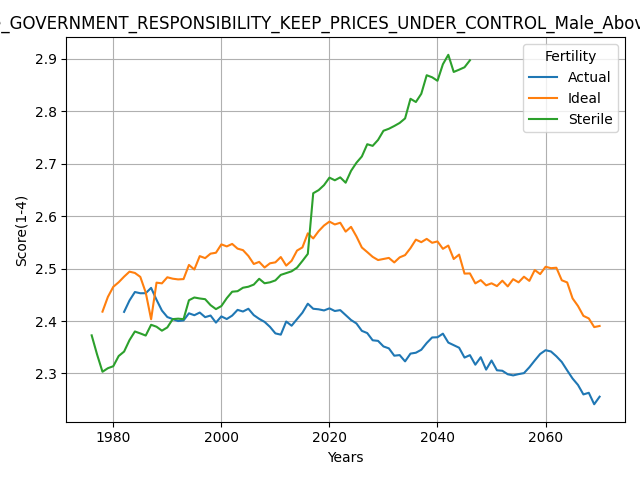 _GOVERNMENT_RESPONSIBILITY_KEEP_PRICES_UNDER_CONTROL_Male_Abov
Fertility
Actual
Ideal
Sterile
2.9
2.8
2.7
2.6
2.5
2.4
2.3
Score(1-4)
1980
2000
2020
2040
2060
Years